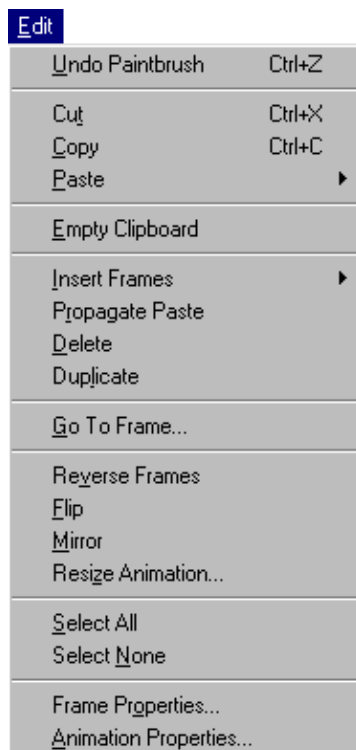 Edit
Undo Paintbrush Ctrl+Z
Cut Ctrl+X
Copy Ctrl+C
Paste
Empty Clipboard
Insert Frames
Propagate Paste
Delete
Duplicate
Go To Frame...
Reverse Frames
Flip
Mirror
Resize Animation...
Select All
Select None
Frame Properties...
Animation Properties...